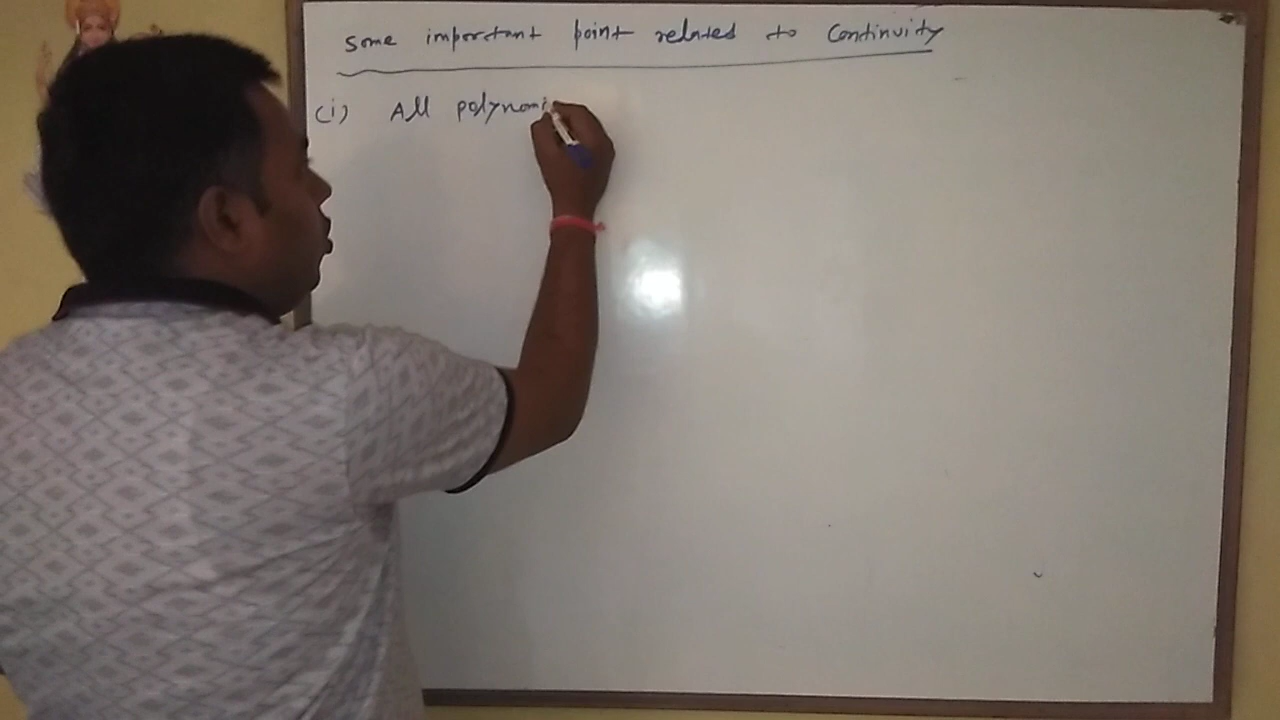 Some important point related to Continuity
(i) All polynomi